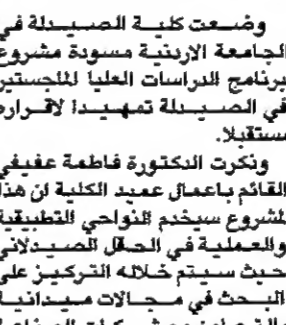 وضعت كلية الصيدلة في
الجامعة الاردنية مسودة مشروع
برنامج الدراسات العليا للماجستير
في الصيدلة تمهيدا لاقراره
مستقبلا.
وذكرت الدكتورة فاطمة عفيفي
القائم باعمال عميد الكلية ان هذا
المشروع سيخدم النواحي التطبيقية
والعملية في الحقل الصيدلاني
حيث سيتم خلاله التركيز على
البحث في مجالات ميدانية